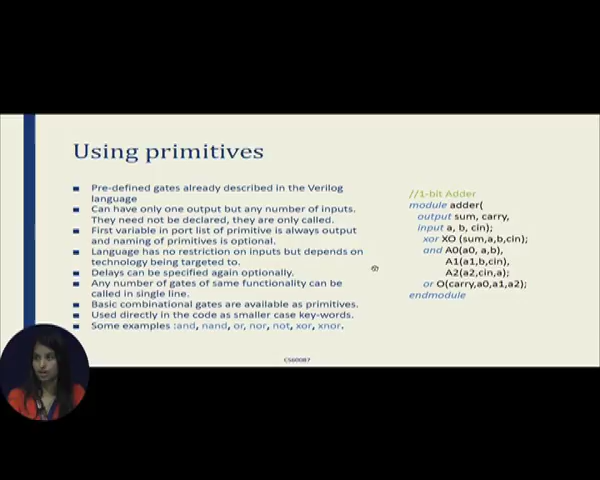 Using primitives
Pre-defined gates already described in the Verilog
language
Can have only one output but any number of inputs.
They need not be declared, they are only called.
First variable in port list of primitive is always output
and naming of primitives is optional.
Language has no restriction on inputs but depends on
technology being targeted to.
Delays can be specified again optionally.
Any number of gates of same functionality can be
called in single line.
Basic combinational gates are available as primitives.
Used directly in the code as smaller case key-words.
Some examples :and, nand, or, nor, not, xor, xnor.
//1-bit Adder
module adder(
output sum, carry,
input a, b, cin);
xor XO (sum,a,b,cin);
and A0(a0, a,b),
A1(a1,b,cin),
A2(a2,cin,a);
or O(carry,a0,a1,a2);
endmodule
CS60087